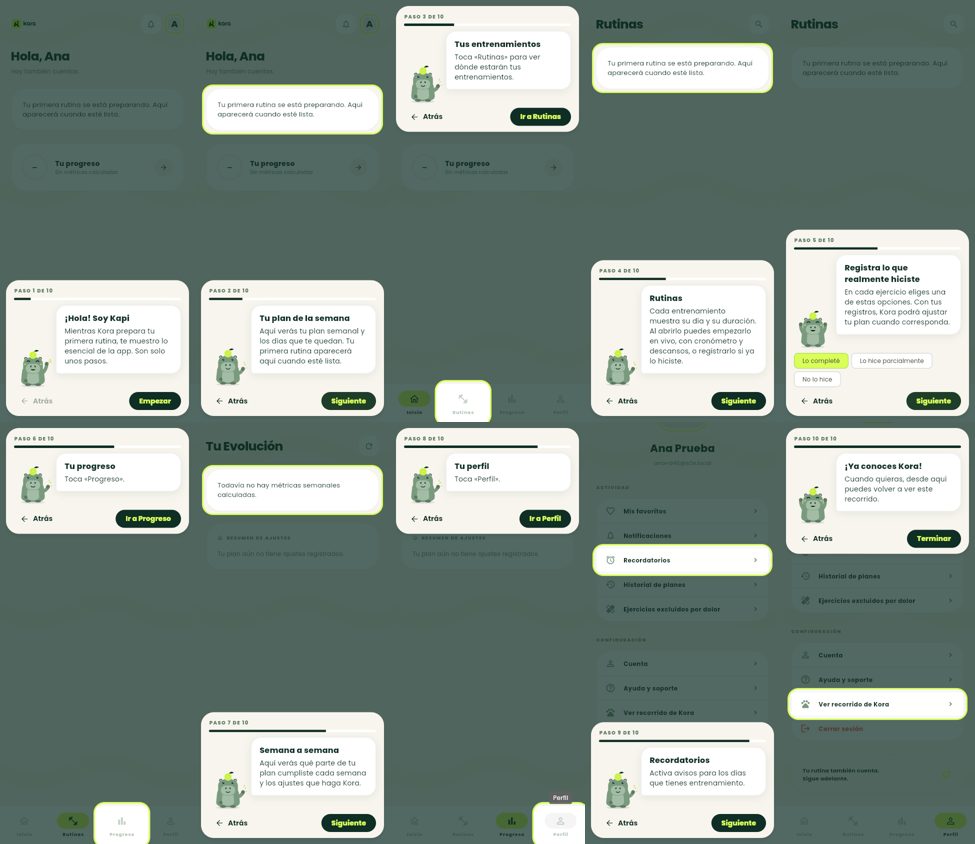 kora
A
Hola, Ana
Hoy también cuentas.
Tu primera rutina se está preparando. Aquí
aparecerá cuando esté lista.
Tu progreso
Sin métricas calculadas
PASO 1 DE 10
¡Hola! Soy Kapi
Mientras Kora prepara tu
primera rutina, te muestro lo
esencial de la app. Son solo
unos pasos.
Atrás
Empezar
kora
A
Hola, Ana
Hoy también cuentas.
Tu primera rutina se está preparando. Aquí
aparecerá cuando esté lista.
Tu progreso
Sin métricas calculadas
PASO 2 DE 10
Tu plan de la semana
Aquí verás tu plan semanal y
los días que te quedan. Tu
primera rutina aparecerá
aquí cuando esté lista.
Atrás
Siguiente
PASO 3 DE 10
Tus entrenamientos
Toca «Rutinas» para ver
dónde estarán tus
entrenamientos.
Atrás
Ir a Rutinas
Tu progreso
Sin métricas calculadas
Inicio
Rutinas
Progreso
Perfil
Rutinas
Tu primera rutina se está preparando. Aquí
aparecerá cuando esté lista.
PASO 4 DE 10
Rutinas
Cada entrenamiento
muestra su día y su duración.
Al abrirlo puedes empezarlo
en vivo, con cronómetro y
descansos, o registrarlo si ya
lo hiciste.
Atrás
Siguiente
Rutinas
Tu primera rutina se está preparando. Aquí
aparecerá cuando esté lista.
PASO 5 DE 10
Registra lo que
realmente hiciste
En cada ejercicio eliges una
de estas opciones. Con tus
registros, Kora podrá ajustar
tu plan cuando corresponda.
Lo completé
Lo hice parcialmente
No lo hice
Atrás
Siguiente
PASO 6 DE 10
Tu progreso
Toca «Progreso».
Atrás
Ir a Progreso
Inicio
Rutinas
Progreso
Perfil
Tu Evolución
Todavía no hay métricas semanales
calculadas.
RESUMEN DE AJUSTES
Tu plan aún no tiene ajustes registrados.
PASO 7 DE 10
Semana a semana
Aquí verás qué parte de tu
plan cumpliste cada semana
y los ajustes que haga Kora.
Atrás
Siguiente
PASO 8 DE 10
Tu perfil
Toca «Perfil».
Atrás
Ir a Perfil
RESUMEN DE AJUSTES
Tu plan aún no tiene ajustes registrados.
Perfil
Inicio
Rutinas
Progreso
Perfil
Ana Prueba
ACTIVIDAD
Mis favoritos
Notificaciones
Recordatorios
Historial de planes
Ejercicios excluidos por dolor
CONFIGURACIÓN
Cuenta
Ayuda y soporte
Ver recorrido de Kora
PASO 9 DE 10
Recordatorios
Activa avisos para los días
que tienes entrenamiento.
Atrás
Siguiente
PASO 10 DE 10
¡Ya conoces Kora!
Cuando quieras, desde aquí
puedes volver a ver este
recorrido.
Atrás
Terminar
Historial de planes
Ejercicios excluidos por dolor
CONFIGURACIÓN
Cuenta
Ayuda y soporte
Ver recorrido de Kora
Cerrar sesión
Tu rutina también cuenta.
Sigue adelante.
Inicio
Rutinas
Progreso
Perfil